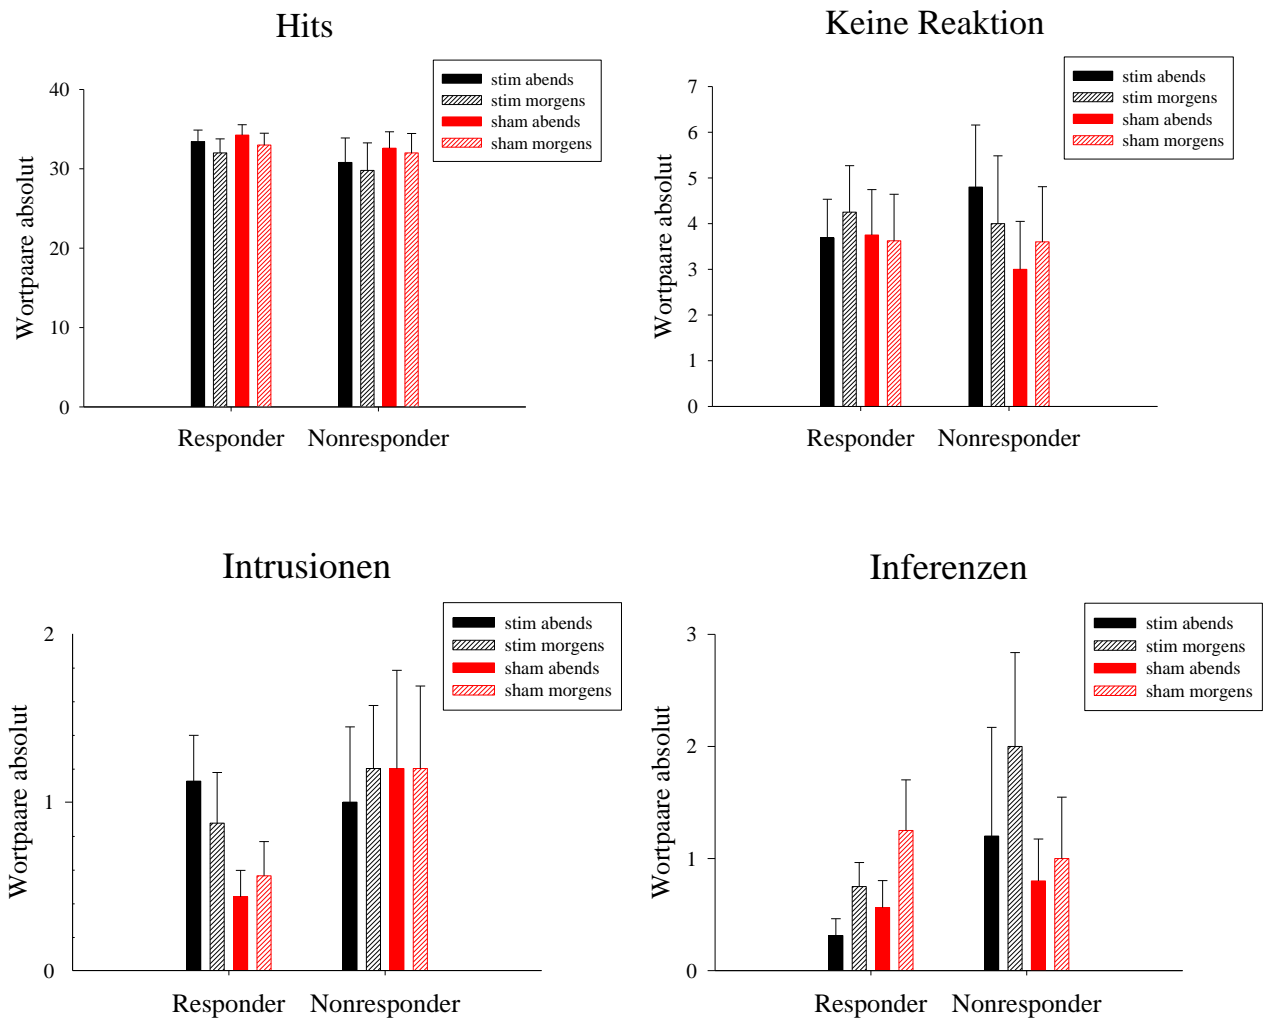 Hits
stim abends
stim morgens
sham abends
sham morgens
Wortpaare absolut
40
30
20
10
0
Responder Nonresponder
Keine Reaktion
stim abends
stim morgens
sham abends
sham morgens
Wortpaare absolut
7
6
5
4
3
2
1
0
Responder Nonresponder
Intrusionen
stim abends
stim morgens
sham abends
sham morgens
Wortpaare absolut
2
1
0
Responder Nonresponder
Inferenzen
stim abends
stim morgens
sham abends
sham morgens
Wortpaare absolut
3
2
1
0
Responder Nonresponder